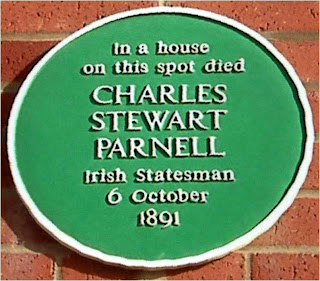 In a house
on this spot died
CHARLES
STEWART
PARNELL
Irish Statesman
6 October
1891